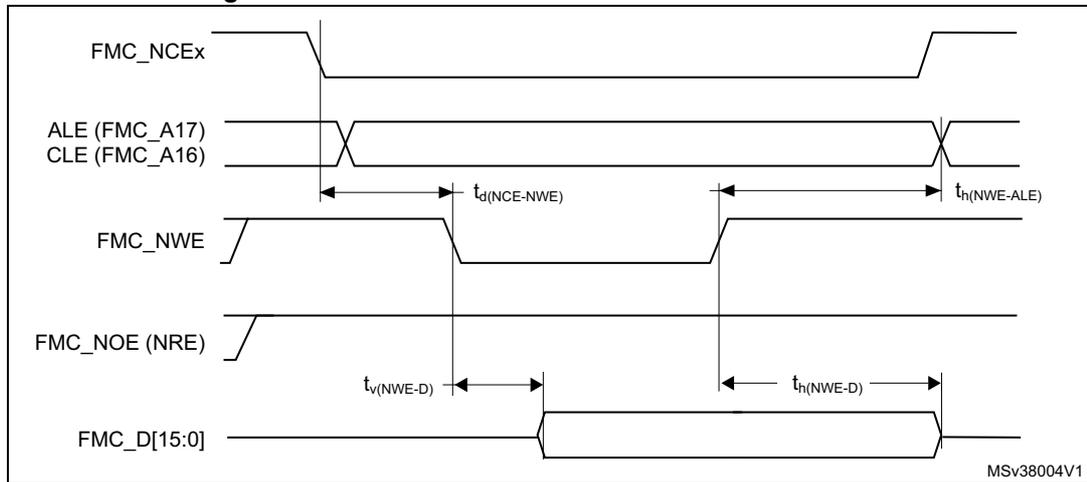 FMC_NCEx
ALE (FMC_A17)
CLE (FMC_A16)
td(NCE-NWE)
th(NWE-ALE)
FMC_NWE
FMC_NOE (NRE)
tv(NWE-D)
th(NWE-D)
FMC_D[15:0]
MSv38004V1